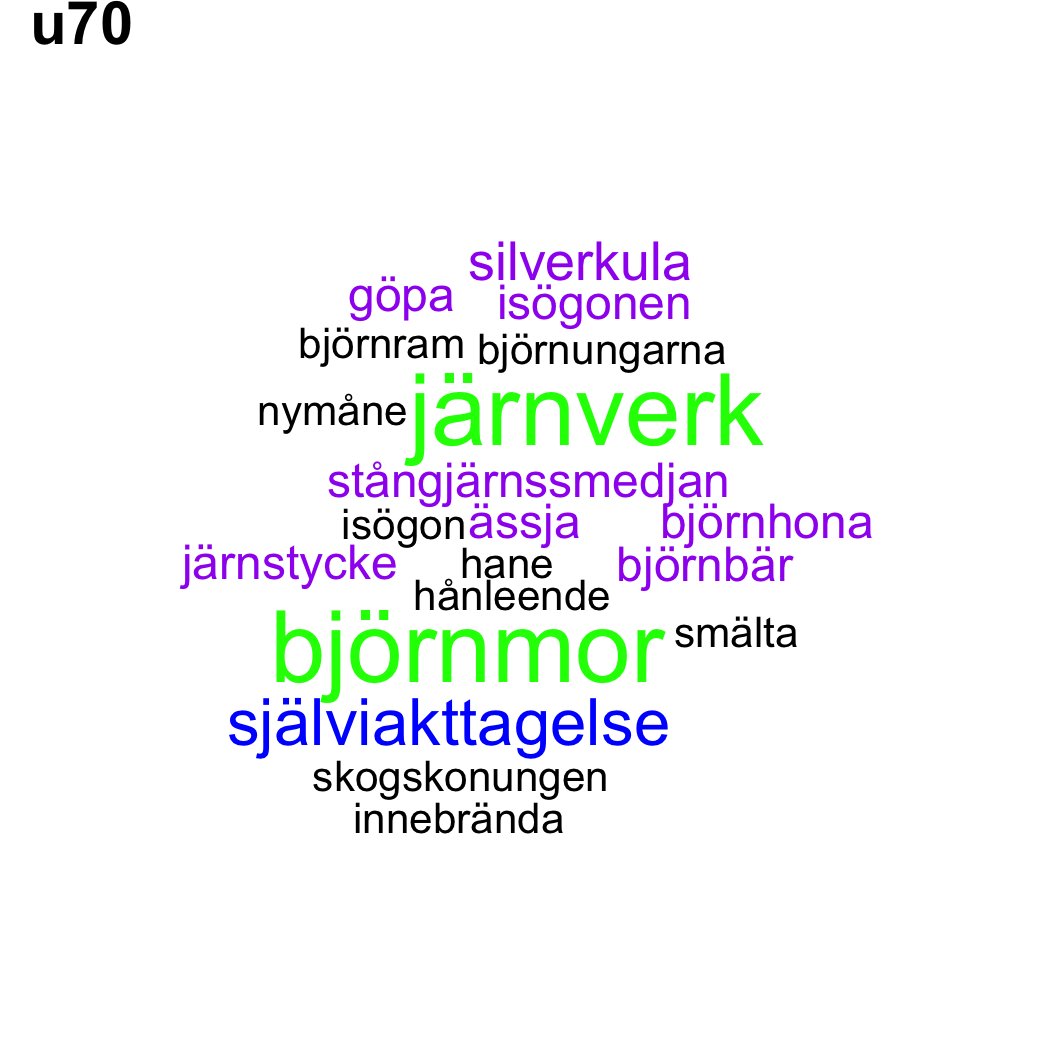 u70
silverkula
göpa
isögonen
björnram
björnungarna
järnverk
nymåne
stångjärnssmedjan
isögon
ässja
björnhona
järnstycke
hane
björnbär
hånleende
björnmor
smälta
själviakttagelse
skogskonungen
innebrända